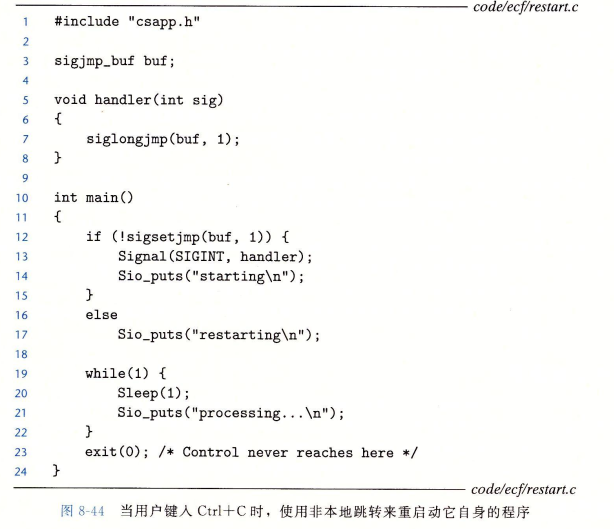 code/ecf/restart.c
1 #include "csapp.h"
2
3 sigjmp_buf buf;
4
5 void handler(int sig)
6 {
7     siglongjmp(buf, 1);
8 }
9
10 int main()
11 {
12     if (!sigsetjmp(buf, 1)) {
13         Signal(SIGINT, handler);
14         Sio_puts("starting\n");
15     }
16     else
17         Sio_puts("restarting\n");
18
19     while(1) {
20         Sleep(1);
21         Sio_puts("processing...\n");
22     }
23     exit(0); /* Control never reaches here */
24 }
code/ecf/restart.c
图 8-44 当用户键入 Ctrl+C 时，使用非本地跳转来重启动它自身的程序